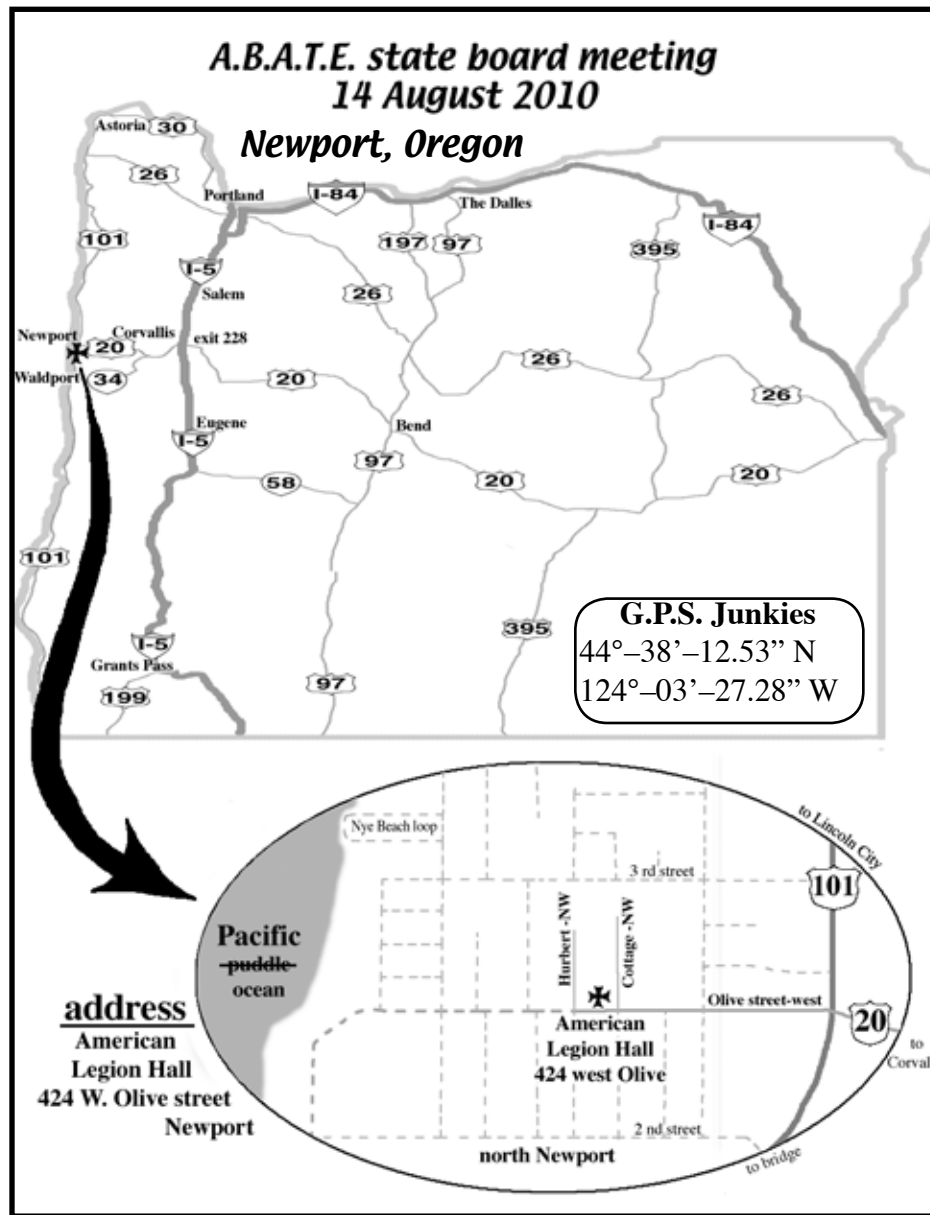 A.B.A.T.E. state board meeting
14 August 2010
Newport, Oregon
Astoria 30
26
Portland
I-84
The Dalles
I-84
101
197
97
395
I-5
Salem
26
Newport
20
Corvallis
exit 228
Waldport
34
20
26
26
Eugene
I-5
Bend
97
58
20
20
101
395
I-5
Grants Pass
199
97
G.P.S. Junkies
44°–38’–12.53” N
124°–03’–27.28” W
Nye Beach loop
to Lincoln City
3 rd street
101
Pacific
puddle
ocean
Hurbert -NW
Cottage -NW
Olive street-west
20
to
Corvall
American
Legion Hall
424 west Olive
address
American
Legion Hall
424 W. Olive street
Newport
2 nd street
north Newport
to bridge